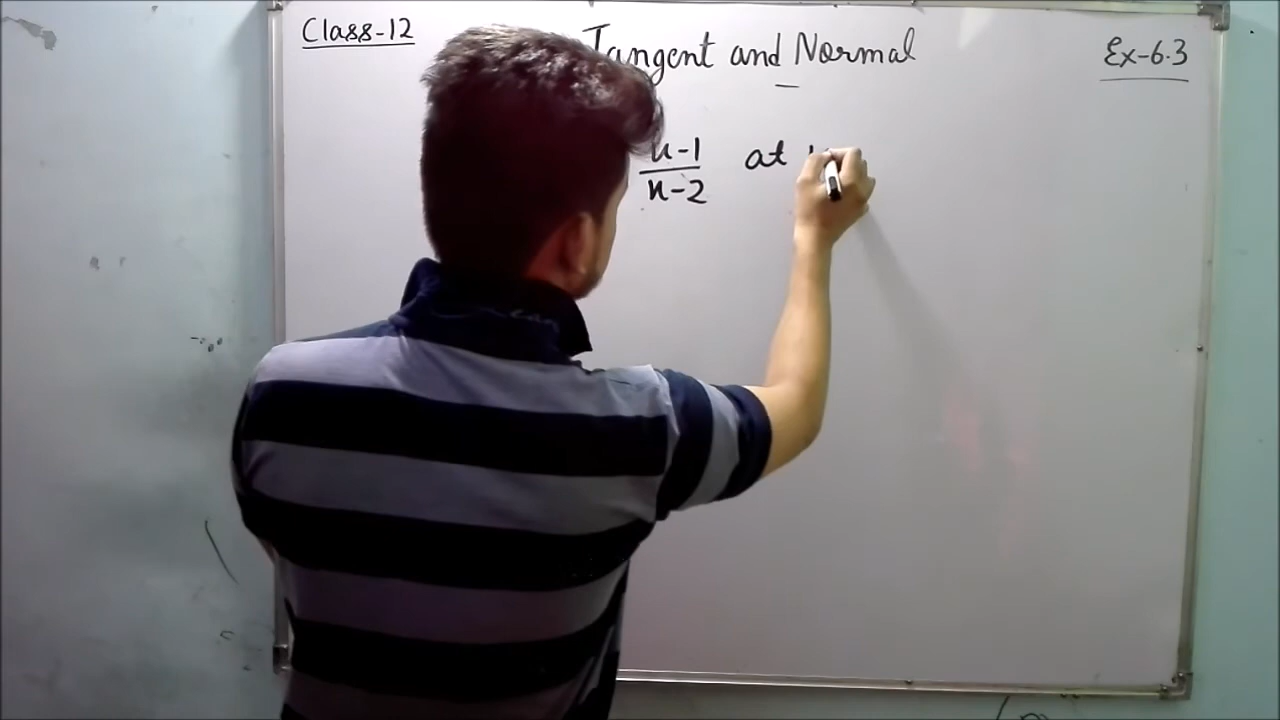 Class-12 Tangent and Normal Ex-6.3
x-1
x-2
at